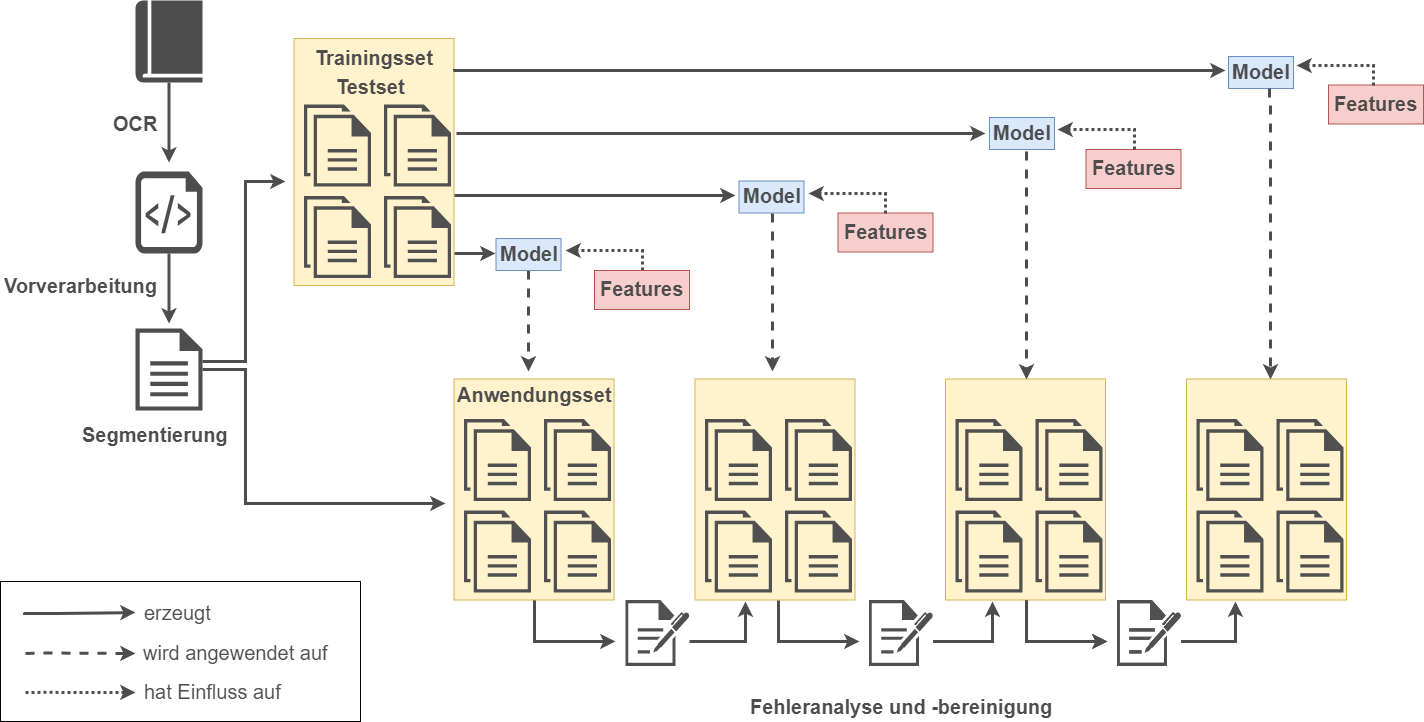 OCR
</>
Vorverarbeitung
Segmentierung
Trainingsset
Testset
Model
Features
Model
Features
Model
Features
Model
Features
Anwendungsset
Fehleranalyse und -bereinigung
erzeugt
wird angewendet auf
hat Einfluss auf